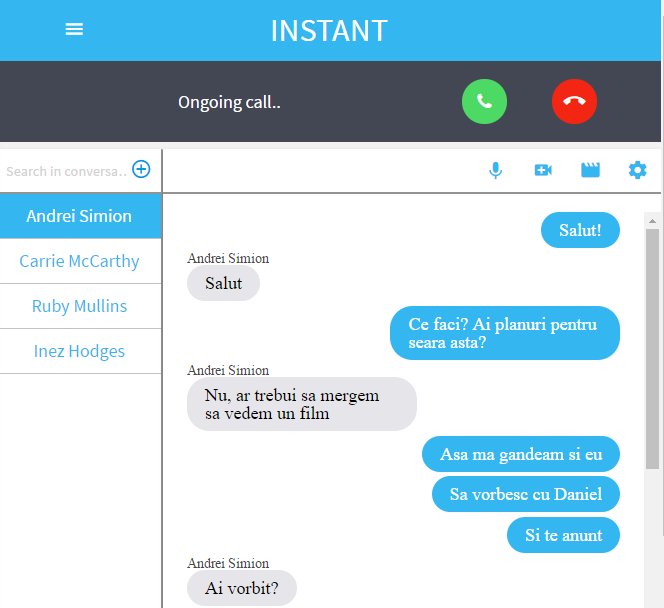 INSTANT
Ongoing call..
Search in conversa..
Andrei Simion
Carrie McCarthy
Ruby Mullins
Inez Hodges
Salut!
Andrei Simion
Salut
Ce faci? Ai planuri pentru
seara asta?
Andrei Simion
Nu, ar trebui sa mergem
sa vedem un film
Asa ma gandeam si eu
Sa vorbesc cu Daniel
Si te anunt
Andrei Simion
Ai vorbit?